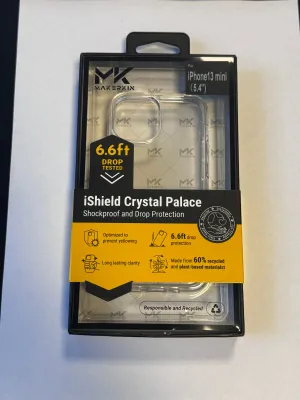 MK
MAKERXIN
For
iPhone13 mini
(5.4")
6.6ft
DROP
TESTED
iShield Crystal Palace
Shockproof and Drop Protection
Optimized to
prevent yellowing
6.6ft drop
protection
Long lasting clarity
Made from 60% recycled
and plant-based materials!
Responsible and Recycled